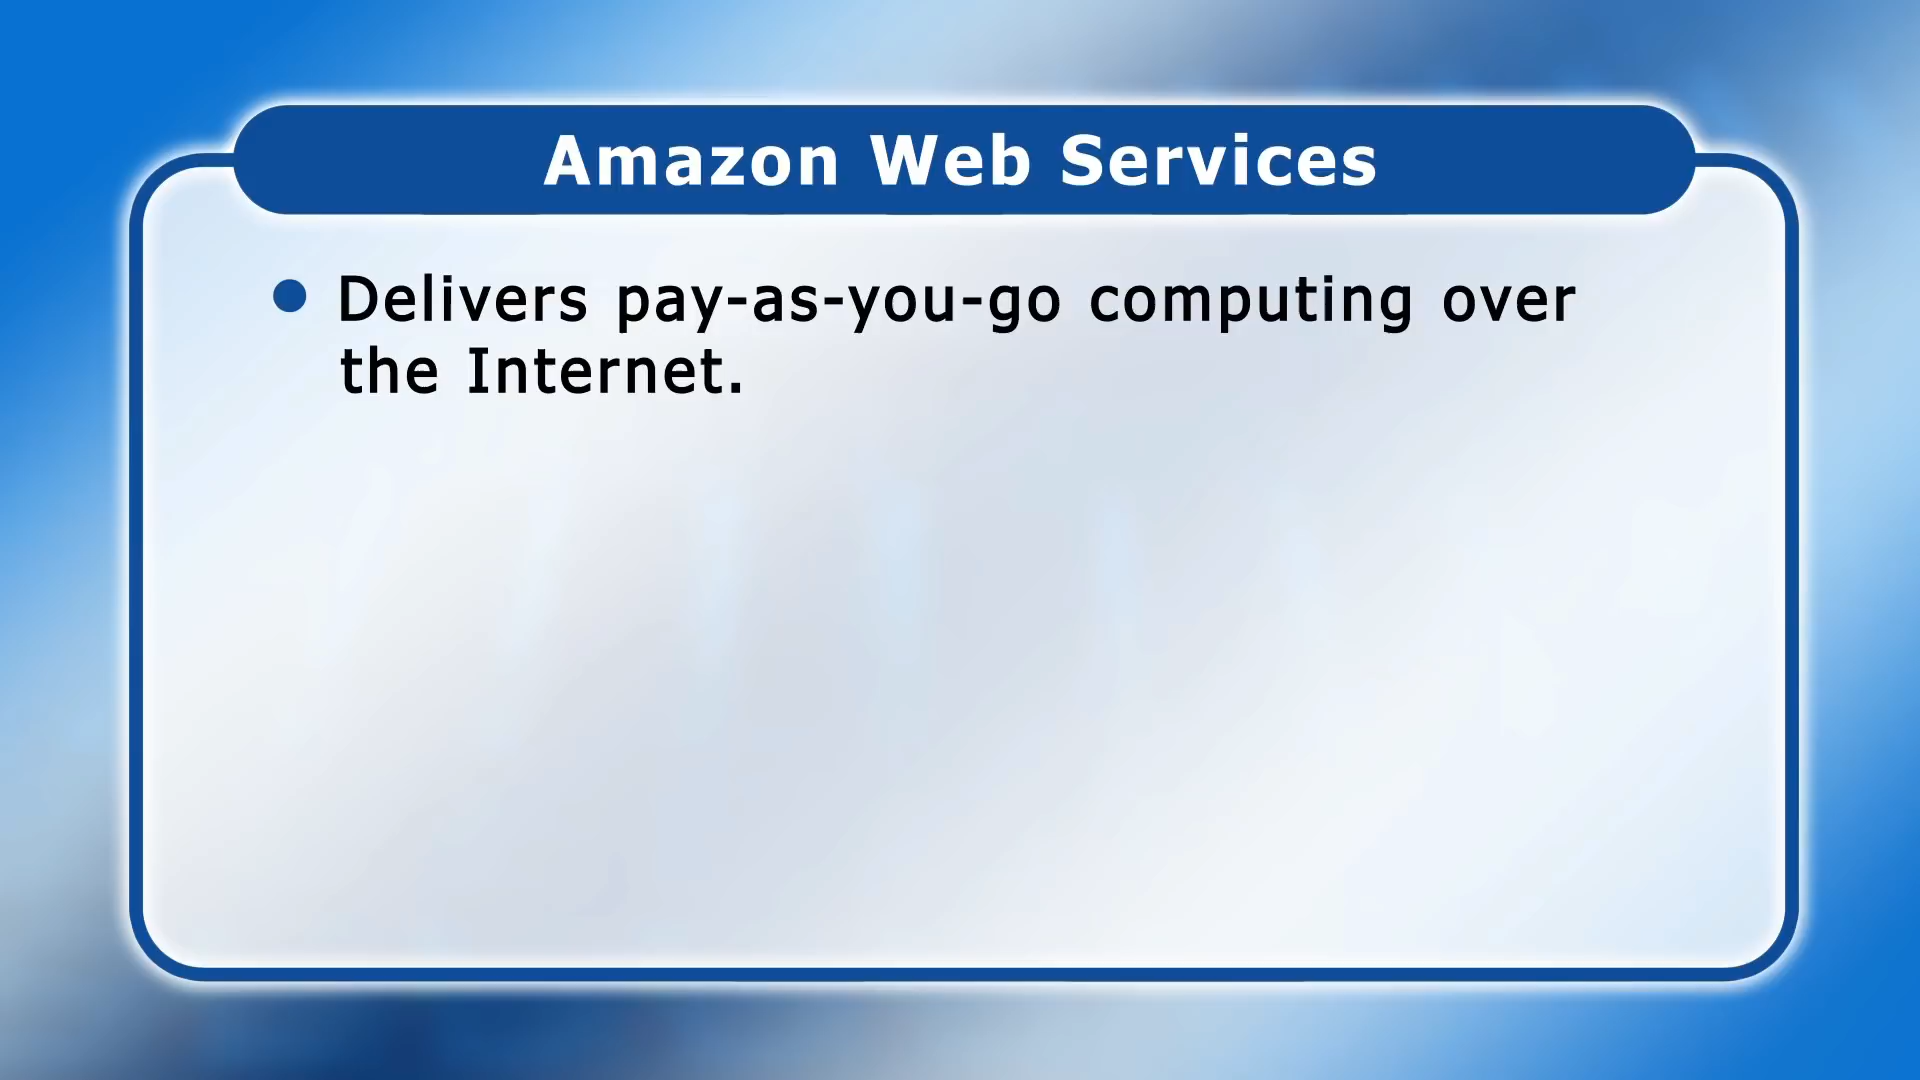 Amazon Web Services
● Delivers pay-as-you-go computing over
the Internet.